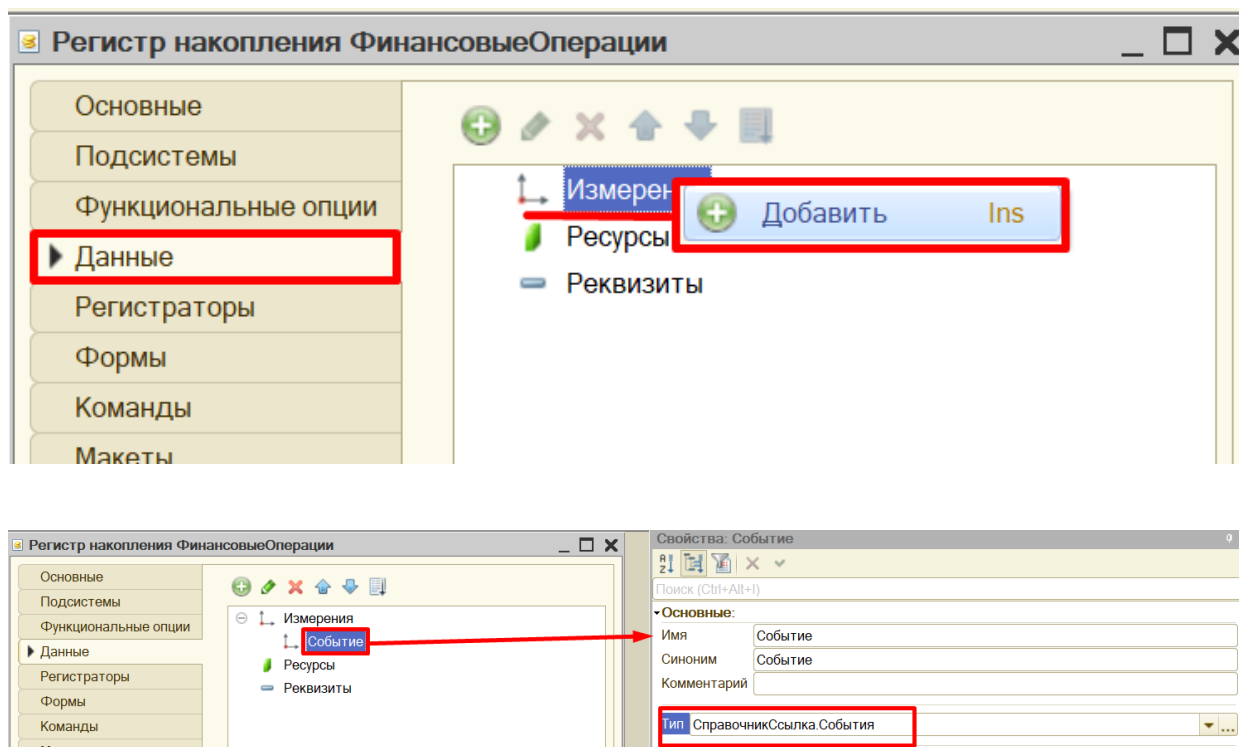 Регистр накопления ФинансовыеОперации
Основные
Подсистемы
Функциональные опции
Данные
Регистраторы
Формы
Команды
Макеты
Измерен
Добавить Ins
Ресурсы
Реквизиты
Регистр накопления ФинансовыеОперации
Основные
Подсистемы
Функциональные опции
Данные
Регистраторы
Формы
Команды
Измерения
Событие
Ресурсы
Реквизиты
Свойства: Событие
Поиск (Ctrl+Alt+I)
Основные:
Имя Событие
Синоним Событие
Комментарий
Тип СправочникСсылка.События ...